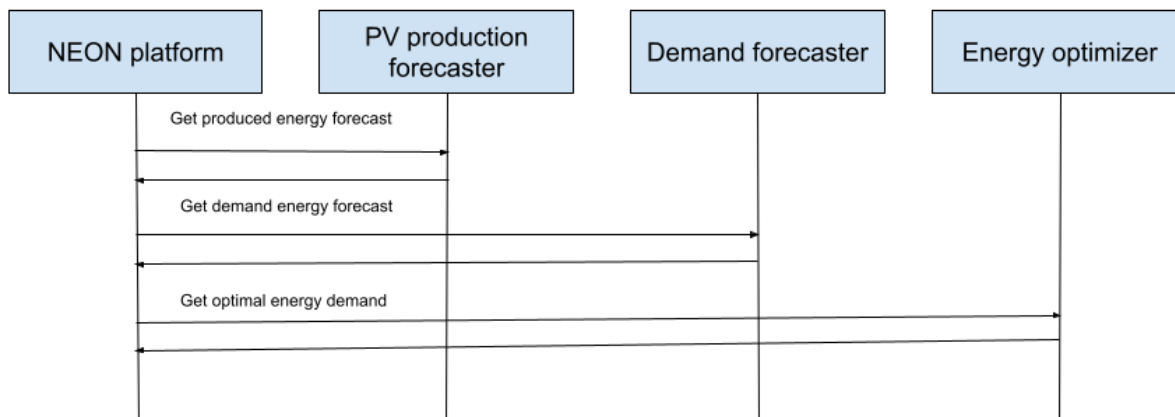 NEON platform
PV production
forecaster
Demand forecaster
Energy optimizer
Get produced energy forecast
Get demand energy forecast
Get optimal energy demand